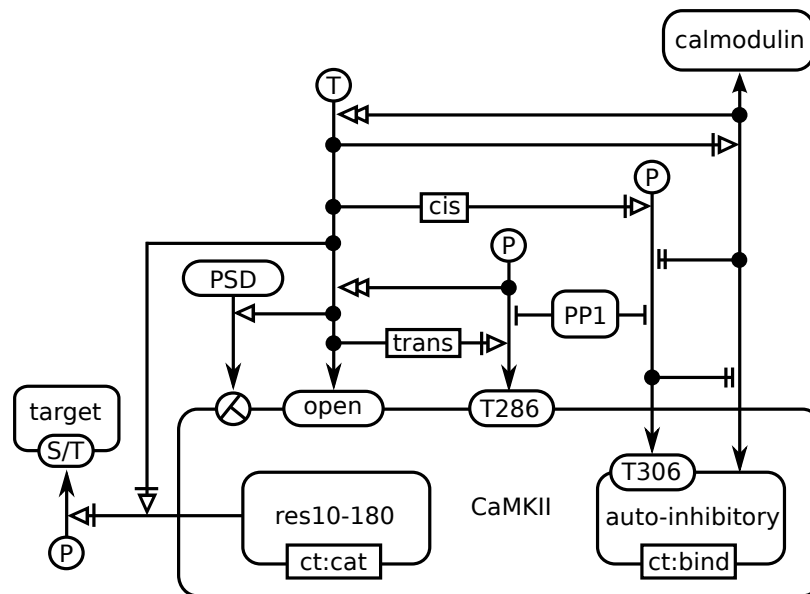 calmodulin
T
P
cis
P
PSD
PP1
trans
open
T286
target
S/T
T306
res10-180
CaMKII
auto-inhibitory
P
ct:cat
ct:bind